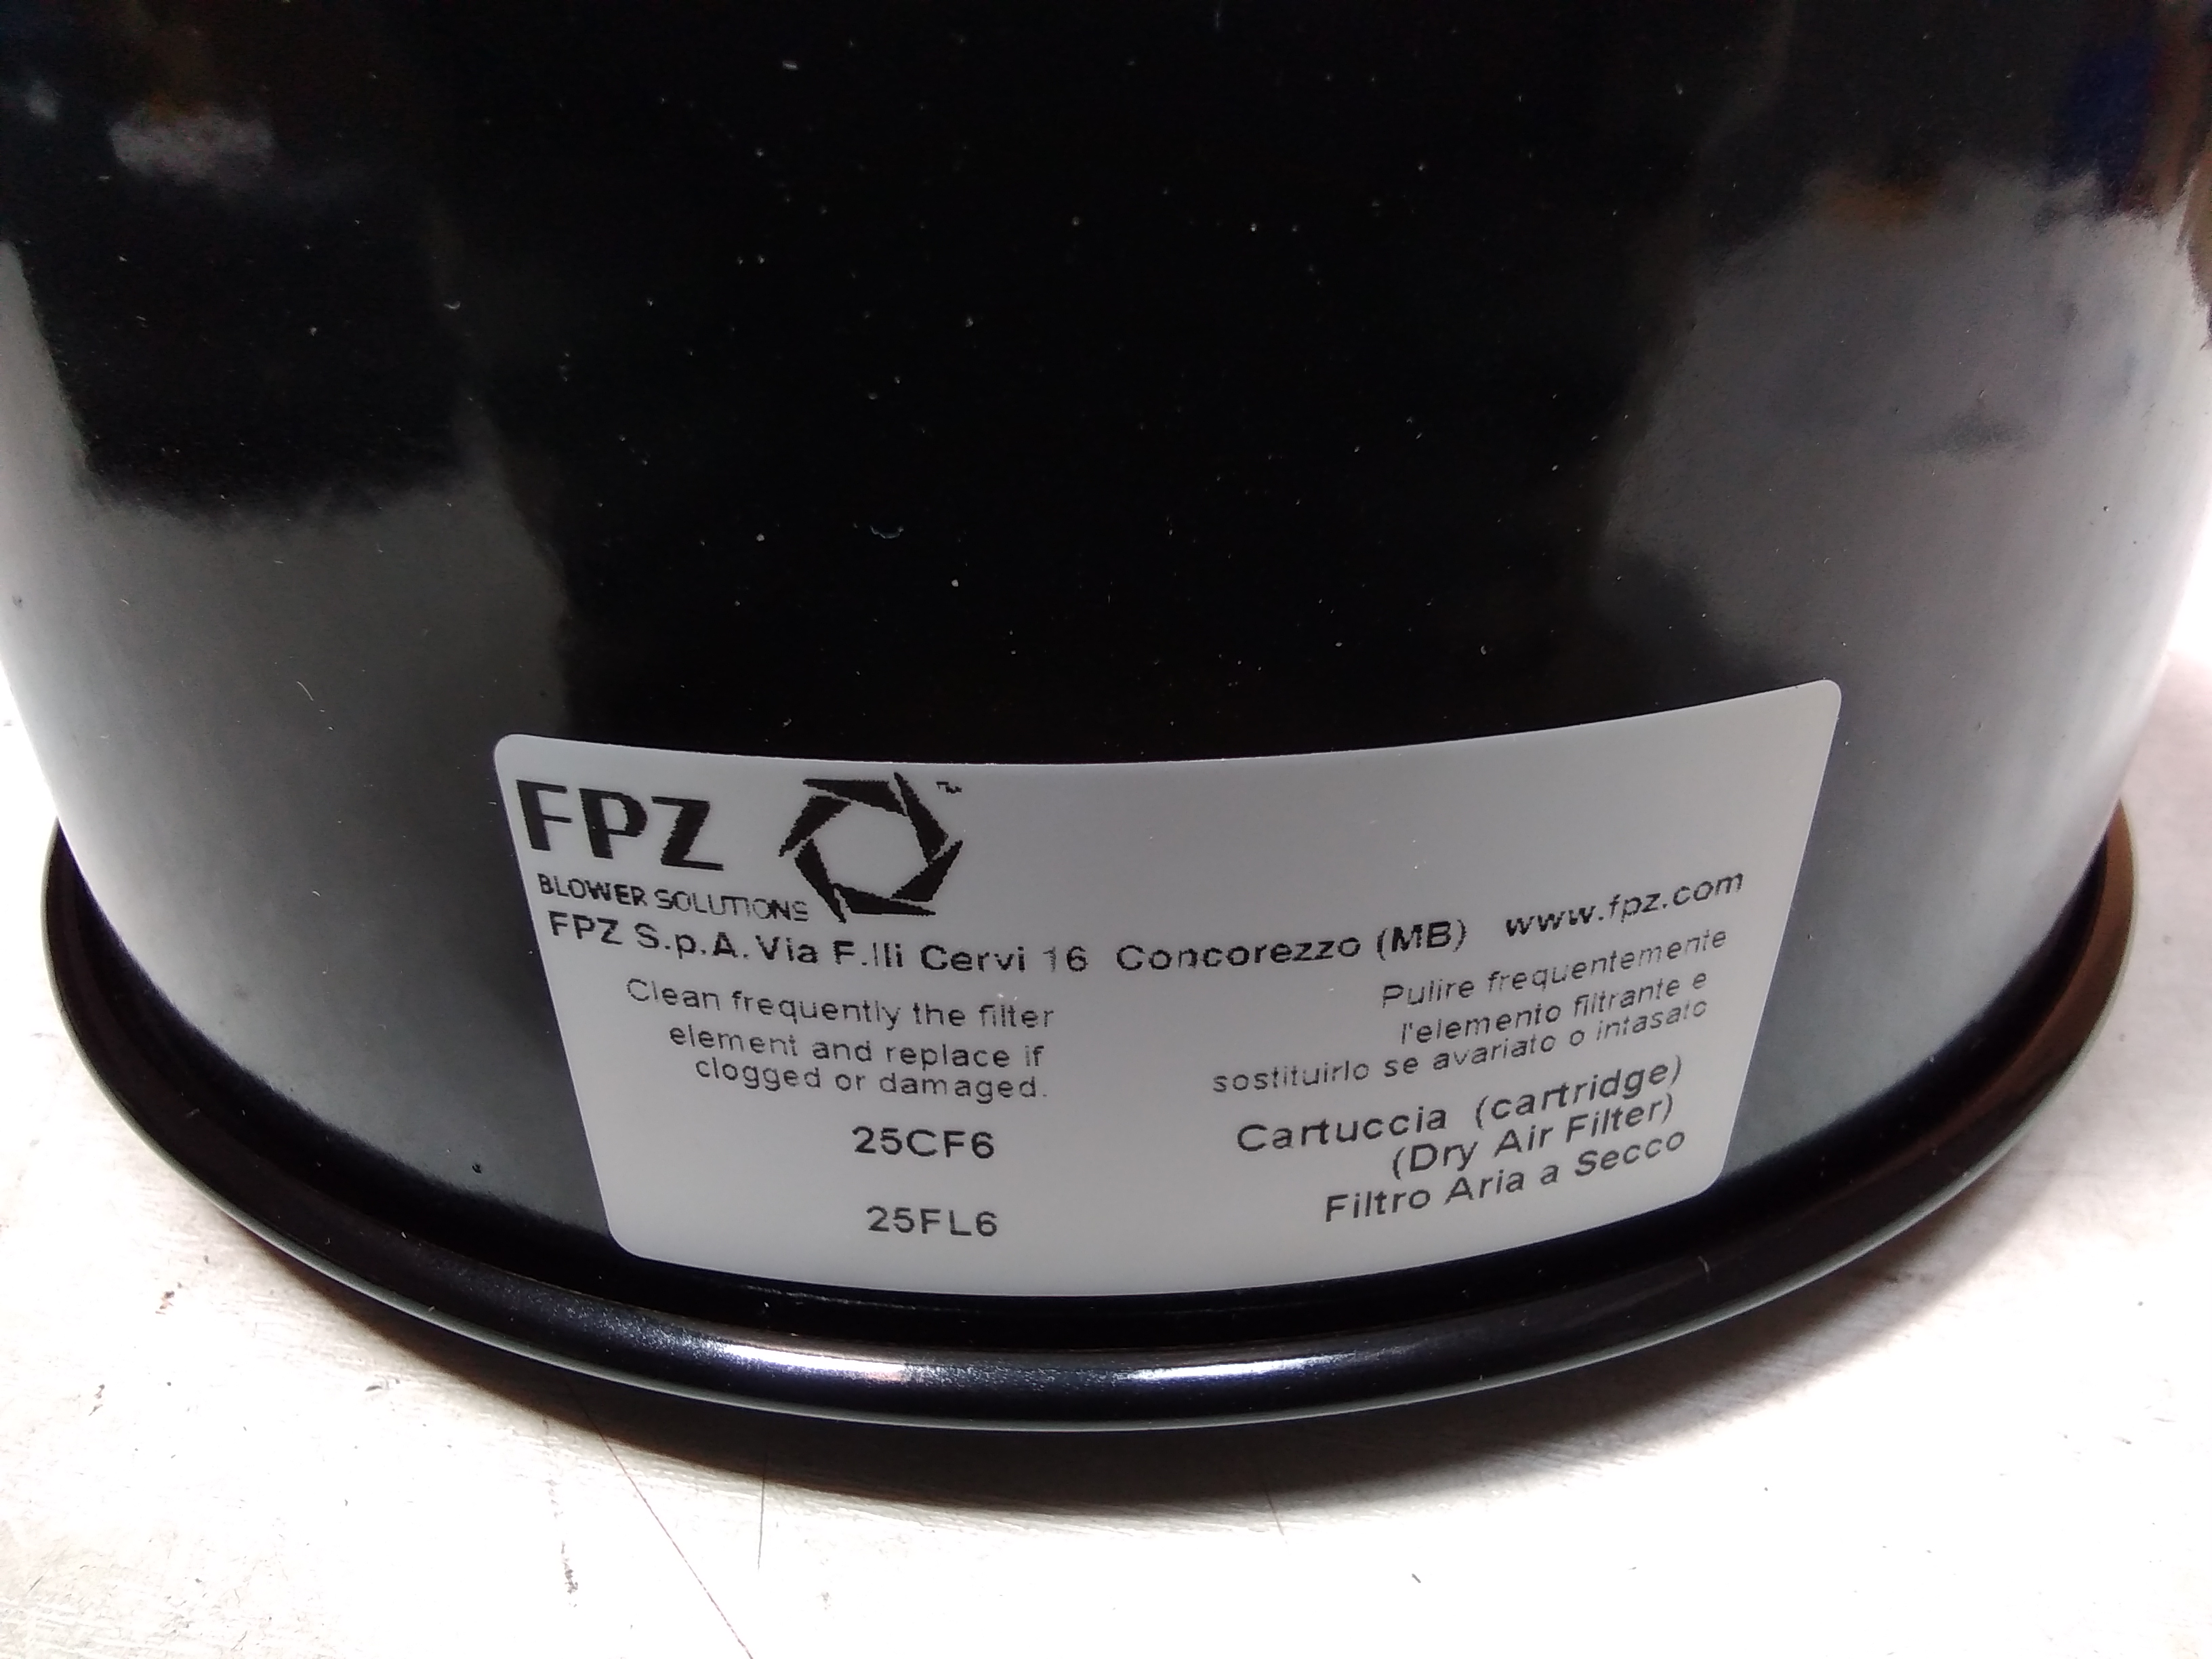 FPZ ™
BLOWER SOLUTIONS
FPZ S.p.A. Via F.lli Cervi 16 Concorezzo (MB) www.fpz.com
Clean frequently the filter
element and replace if
clogged or damaged.
Pulire frequentemente
l'elemento filtrante e
sostituirlo se avariato o intasato
25CF6 Cartuccia (cartridge)
(Dry Air Filter)
25FL6 Filtro Aria a Secco